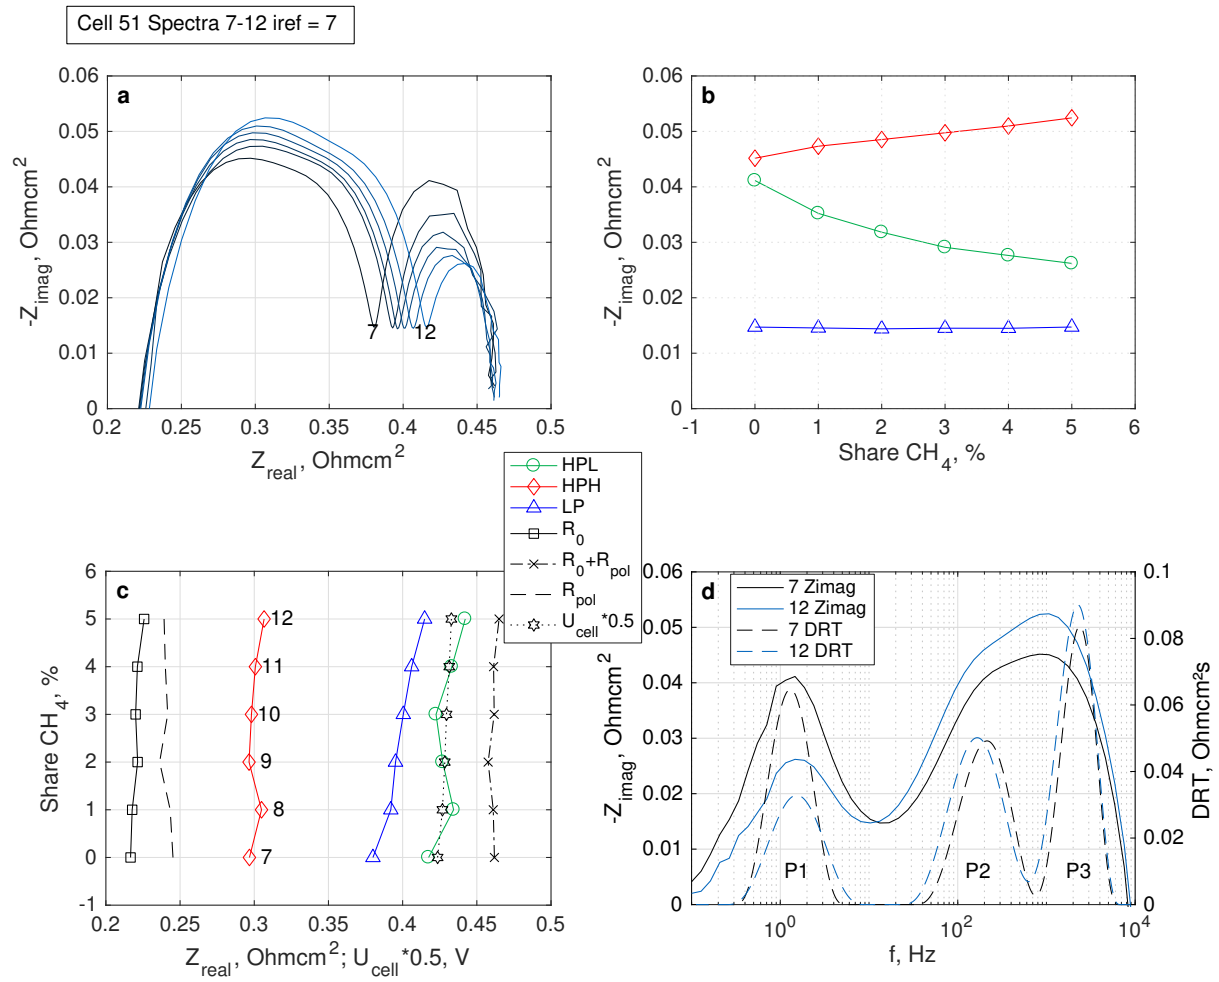 Cell 51 Spectra 7-12 iref = 7
a
0.06
0.05
0.04
0.03
0.02
0.01
0
-Z_imag, Ohmcm²
7
12
0.2
0.25
0.3
0.35
0.4
0.45
0.5
Z_real, Ohmcm²
b
0.06
0.05
0.04
0.03
0.02
0.01
0
-Z_imag, Ohmcm²
-1
0
1
2
3
4
5
6
Share CH₄, %
HPL
HPH
LP
R₀
R₀+R_pol
R_pol
U_cell*0.5
c
6
5
4
3
2
1
0
-1
Share CH₄, %
12
11
10
9
8
7
0.2
0.25
0.3
0.35
0.4
0.45
0.5
Z_real, Ohmcm²; U_cell*0.5, V
d
7 Zimag
12 Zimag
7 DRT
12 DRT
0.06
0.05
0.04
0.03
0.02
0.01
0
-Z_imag, Ohmcm²
P1
P2
P3
0.1
0.08
0.06
0.04
0.02
0
DRT, Ohmcm²s
10⁰
10²
10⁴
f, Hz